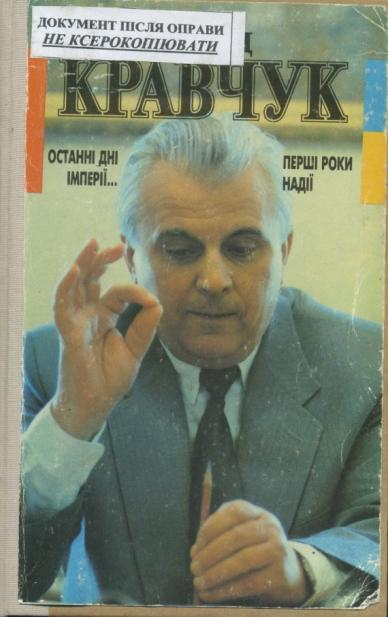 ДОКУМЕНТ ПІСЛЯ ОПРАВИ
НЕ КСЕРОКОПІЮВАТИ
КРАВЧУК
ОСТАННІ ДНІ
ІМПЕРІЇ...
ПЕРШІ РОКИ
НАДІЇ